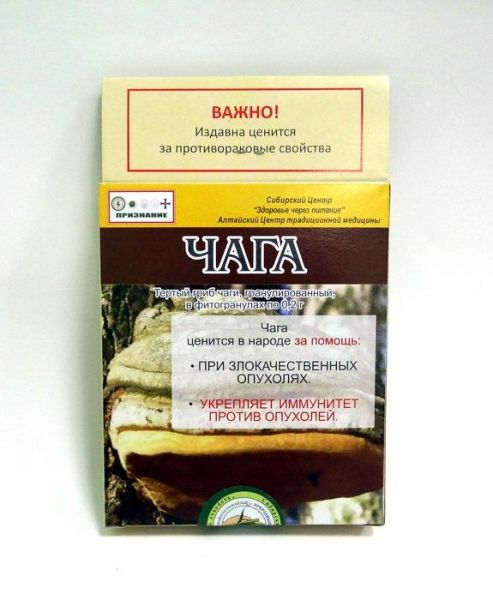 ВАЖНО!
Издавна ценится
за противораковые свойства
Сибирский Центр
"Здоровье через питание"
Алтайский Центр традиционной медицины
ПРИЗНАНИЕ
ЧАГА
Тертый гриб чаги, гранулированный,
в фитогранулах по 0,2 г
Чага
ценится в народе за помощь:
• ПРИ ЗЛОКАЧЕСТВЕННЫХ
ОПУХОЛЯХ.
• УКРЕПЛЯЕТ ИММУНИТЕТ
ПРОТИВ ОПУХОЛЕЙ.